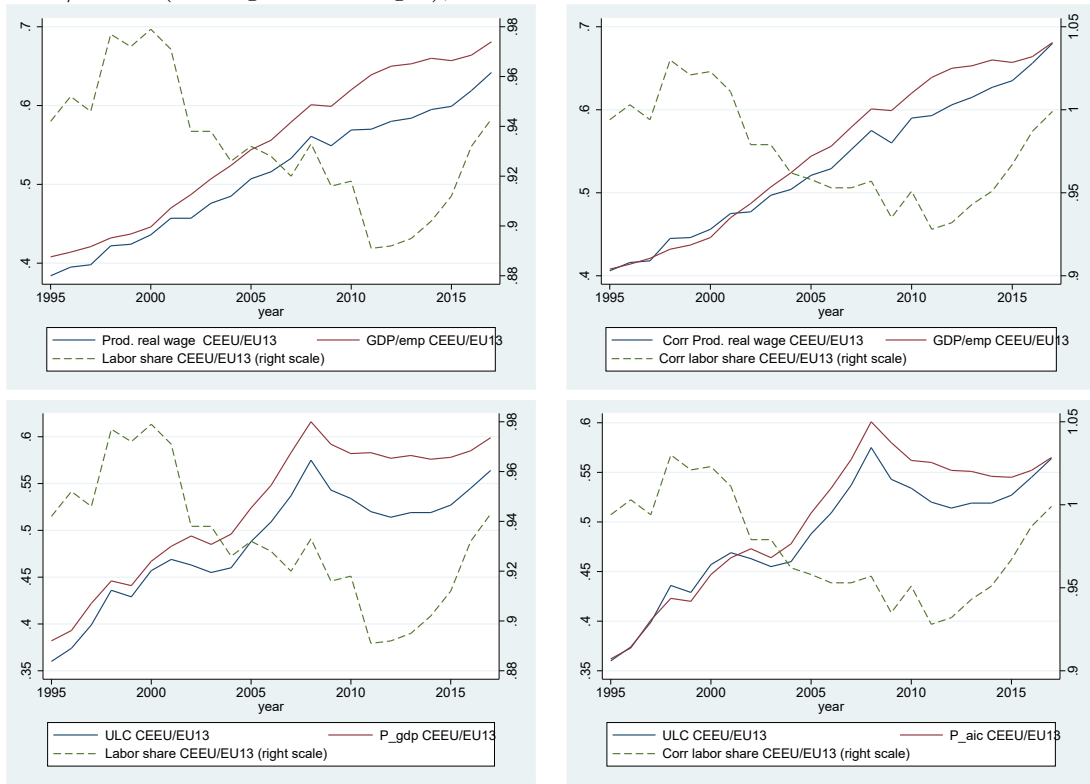 .7
.6
.5
.4
.98
.96
.94
.92
.9
.88
1995 2000 2005 2010 2015
year
Prod. real wage CEEU/EU13 GDP/emp CEEU/EU13
Labor share CEEU/EU13 (right scale)
.7
.6
.5
.4
1.05
1
.95
.9
1995 2000 2005 2010 2015
year
Corr Prod. real wage CEEU/EU13 GDP/emp CEEU/EU13
Corr labor share CEEU/EU13 (right scale)
.6
.55
.5
.45
.4
.35
.98
.96
.94
.92
.9
.88
1995 2000 2005 2010 2015
year
ULC CEEU/EU13 P_gdp CEEU/EU13
Labor share CEEU/EU13 (right scale)
.6
.55
.5
.45
.4
.35
1.05
1
.95
.9
1995 2000 2005 2010 2015
year
ULC CEEU/EU13 P_aic CEEU/EU13
Corr labor share CEEU/EU13 (right scale)